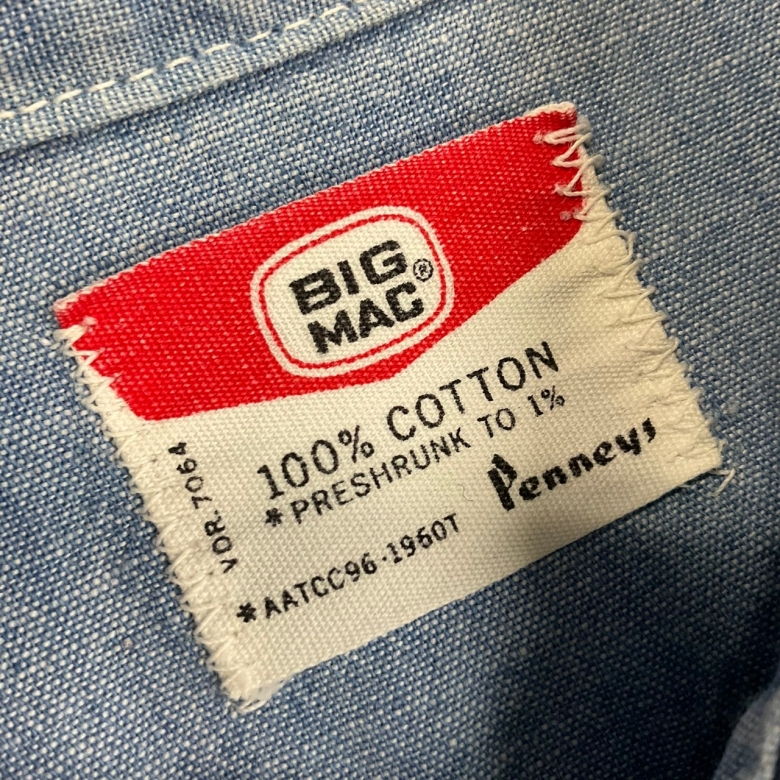 BIG
MAC®
100% COTTON
*PRESHRUNK TO 1%
Penneys
*AATCC96-1960T
VOR.7064